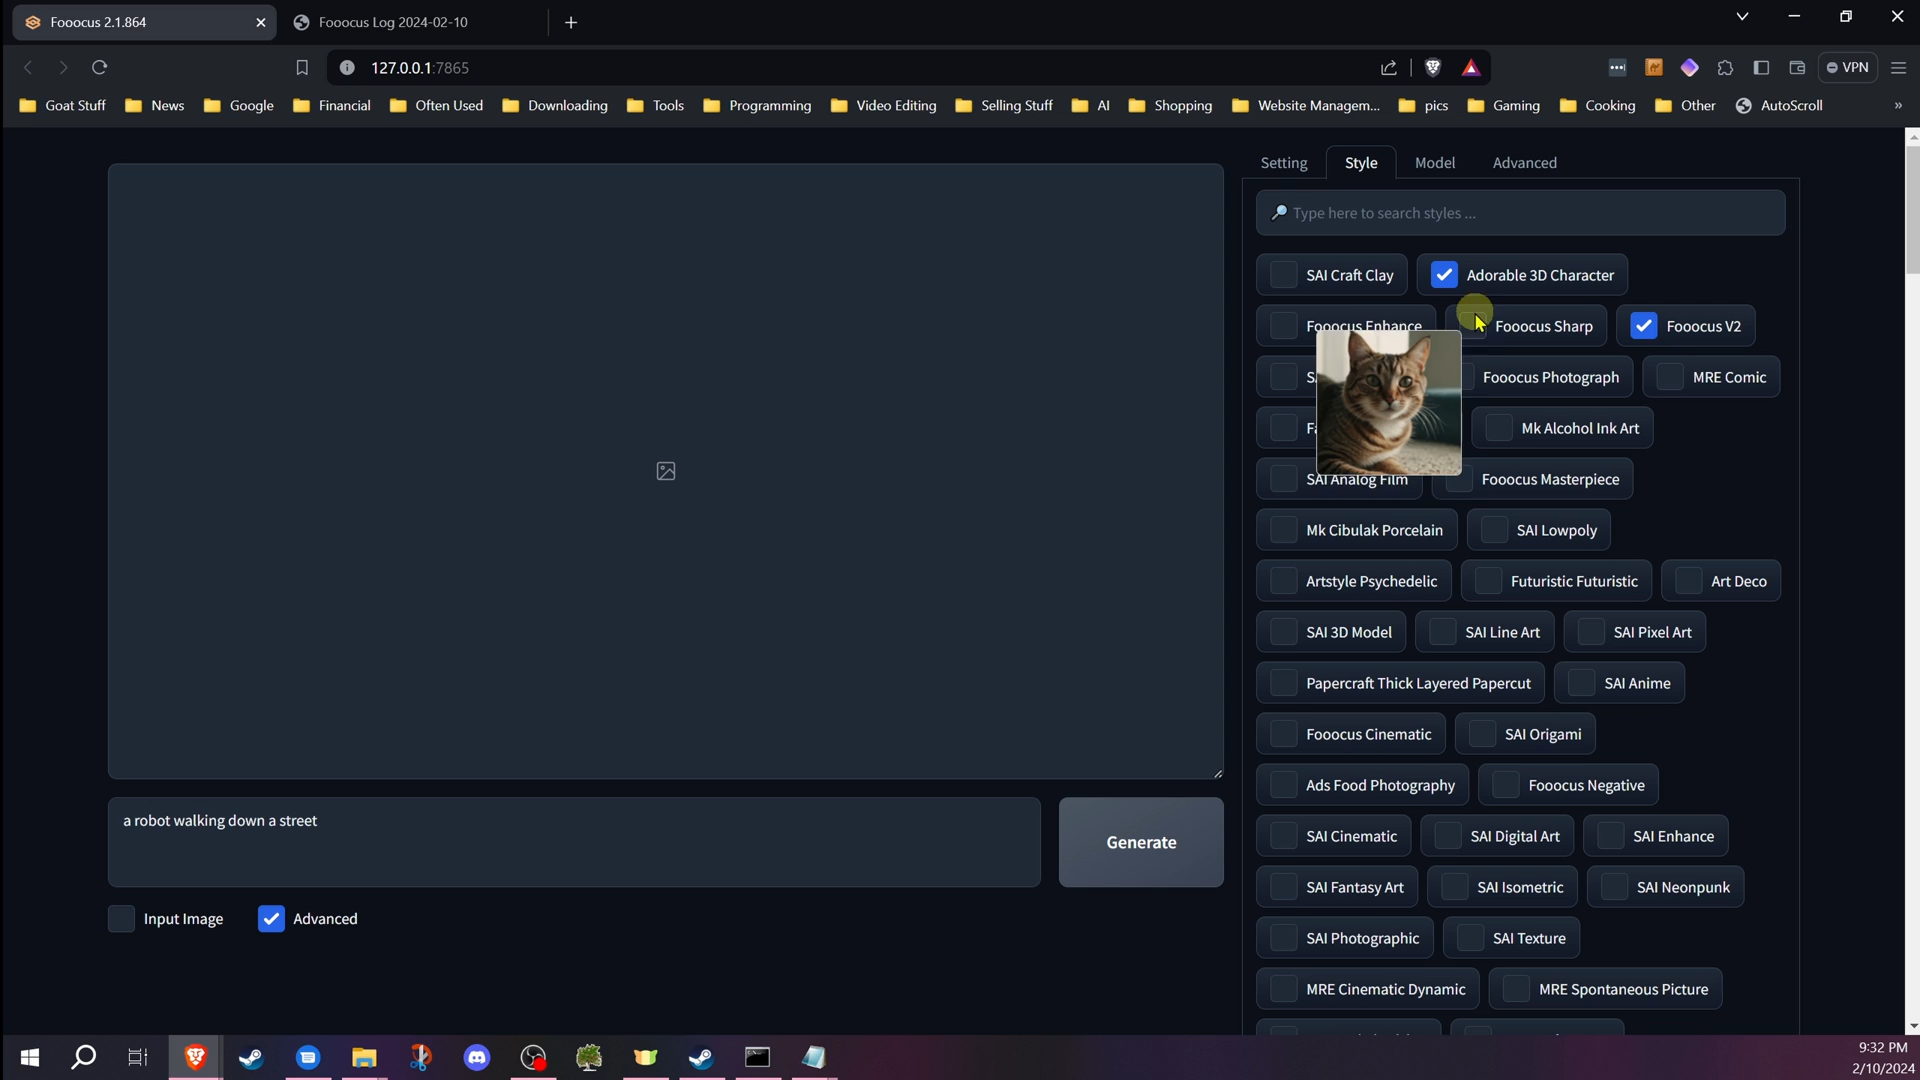 Fooocus 2.1.864
Fooocus Log 2024-02-10
127.0.0.1:7865
VPN
Goat Stuff
News
Google
Financial
Often Used
Downloading
Tools
Programming
Video Editing
Selling Stuff
AI
Shopping
Website Managem...
pics
Gaming
Cooking
Other
AutoScroll
»
Setting
Style
Model
Advanced
Type here to search styles ...
SAI Craft Clay
Adorable 3D Character
Fooocus Enhance
Fooocus Sharp
Fooocus V2
Fooocus Photograph
MRE Comic
Mk Alcohol Ink Art
SAI Analog Film
Fooocus Masterpiece
Mk Cibulak Porcelain
SAI Lowpoly
Artstyle Psychedelic
Futuristic Futuristic
Art Deco
SAI 3D Model
SAI Line Art
SAI Pixel Art
Papercraft Thick Layered Papercut
SAI Anime
Fooocus Cinematic
SAI Origami
Ads Food Photography
Fooocus Negative
SAI Cinematic
SAI Digital Art
SAI Enhance
SAI Fantasy Art
SAI Isometric
SAI Neonpunk
SAI Photographic
SAI Texture
MRE Cinematic Dynamic
MRE Spontaneous Picture
a robot walking down a street
Generate
Input Image
Advanced
9:32 PM
2/10/2024